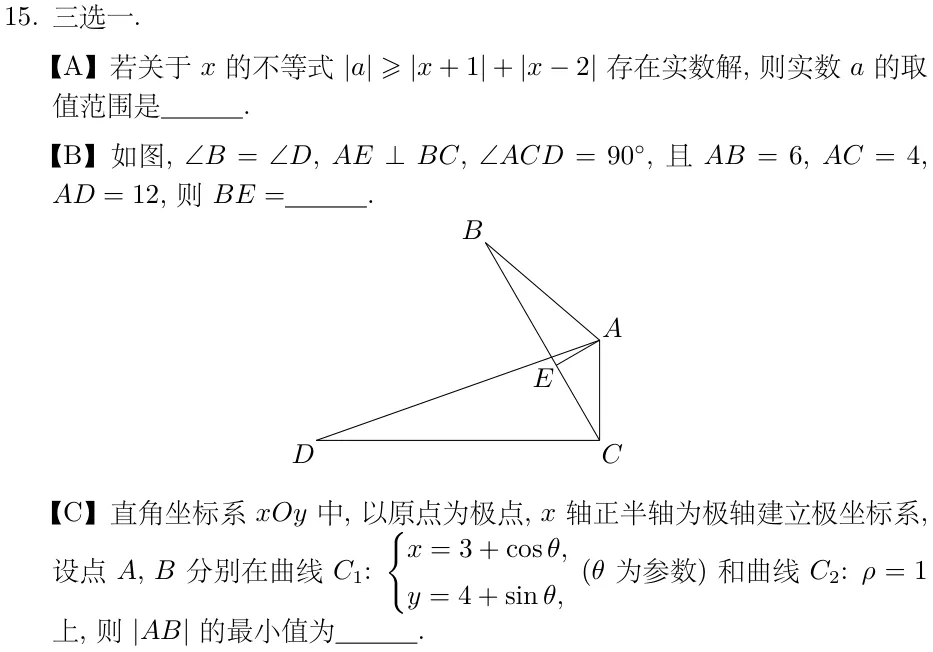 15. 三选一.
【A】若关于 x 的不等式 |a| ⩾ |x + 1| + |x − 2| 存在实数解, 则实数 a 的取
值范围是______.
【B】如图, ∠B = ∠D, AE ⊥ BC, ∠ACD = 90°, 且 AB = 6, AC = 4,
AD = 12, 则 BE =______.
B
A
E
D
C
【C】直角坐标系 xOy 中, 以原点为极点, x 轴正半轴为极轴建立极坐标系,
设点 A, B 分别在曲线 C₁: { x = 3 + cos θ, y = 4 + sin θ, (θ 为参数) 和曲线 C₂: ρ = 1
上, 则 |AB| 的最小值为______.